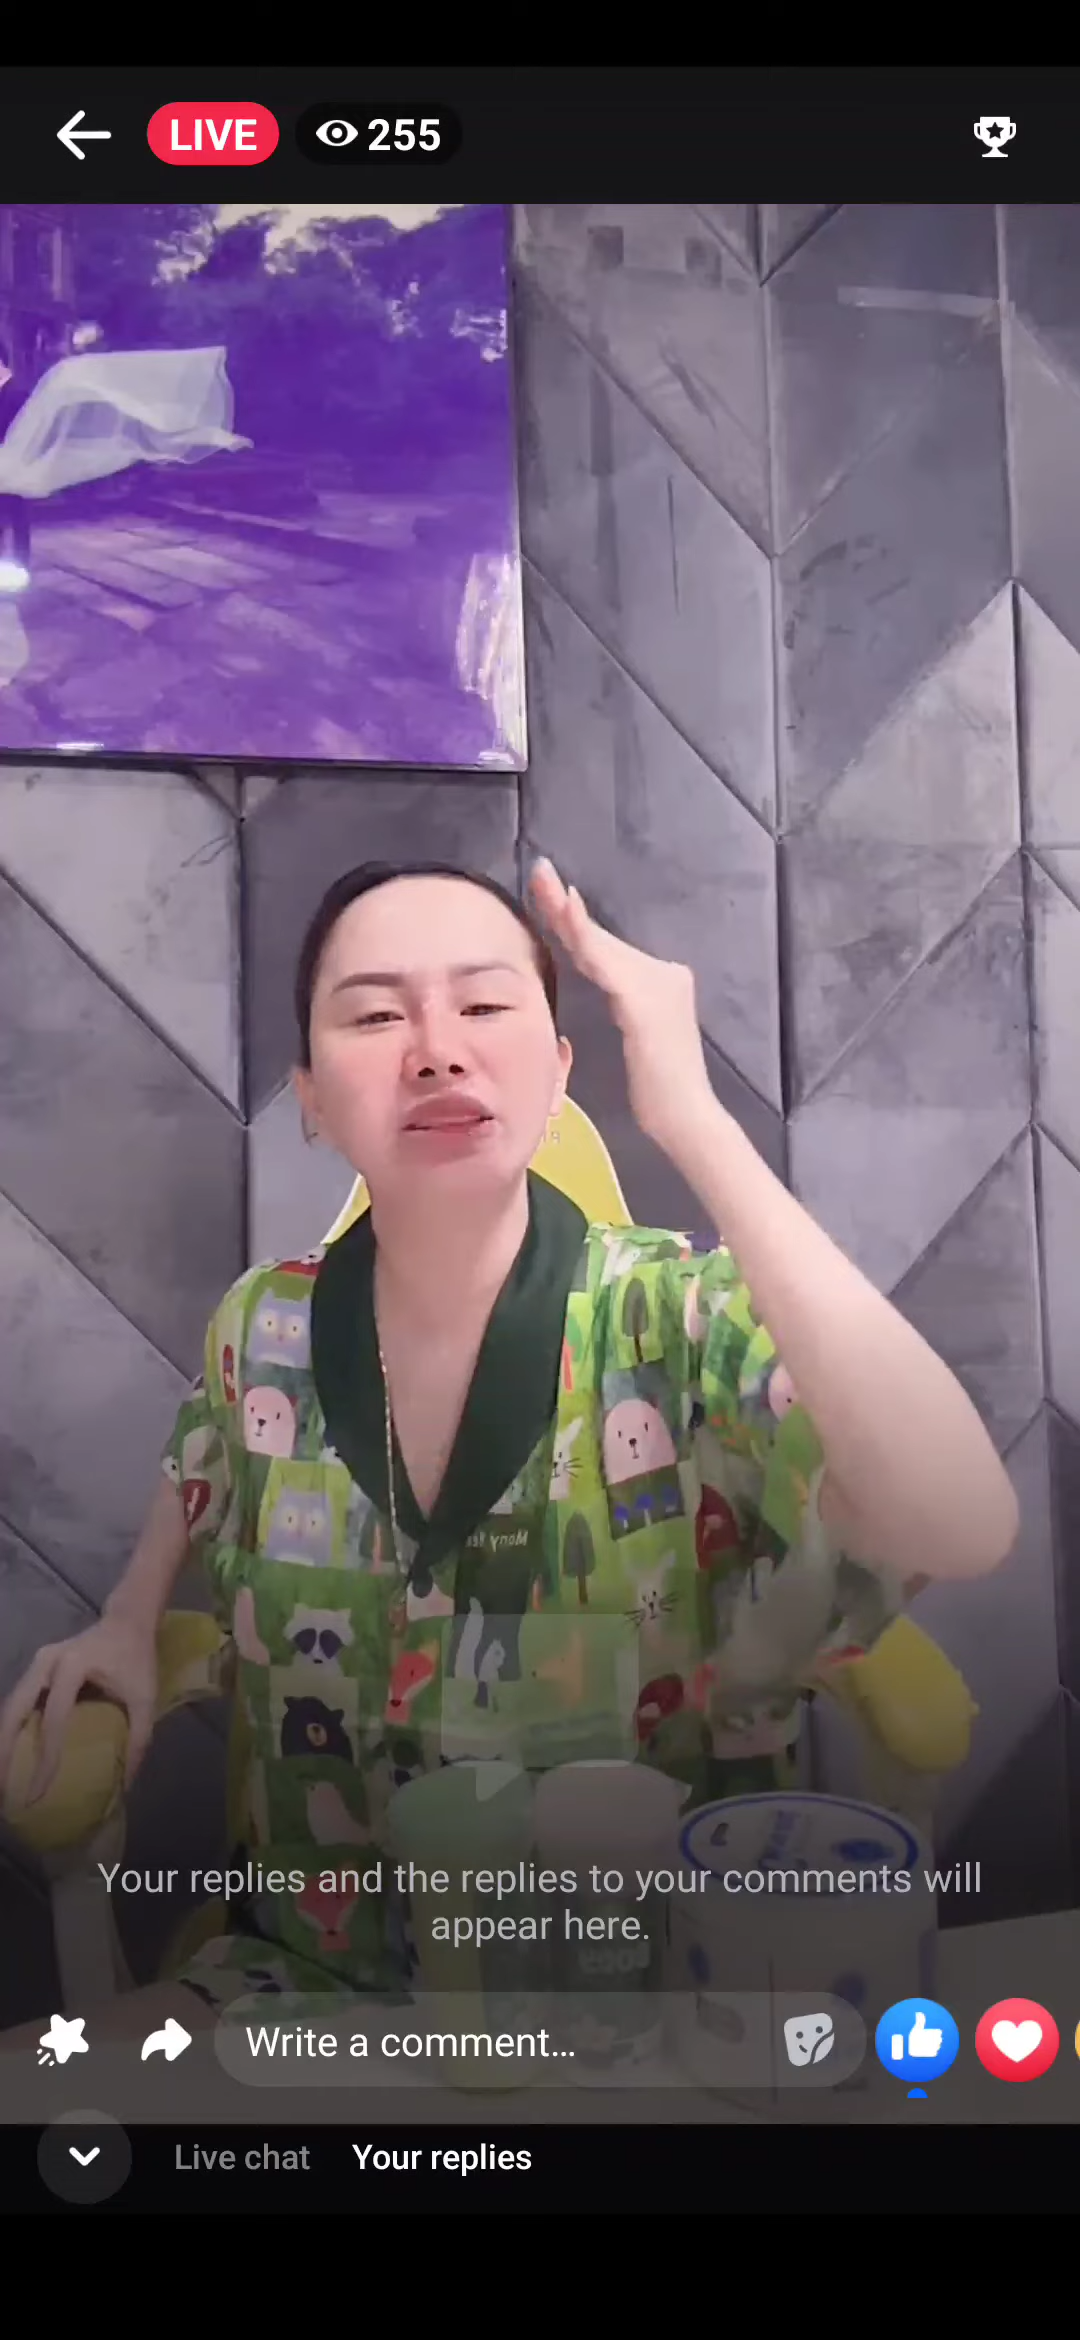 LIVE
255
Your replies and the replies to your comments will
appear here.
Write a comment...
Live chat
Your replies